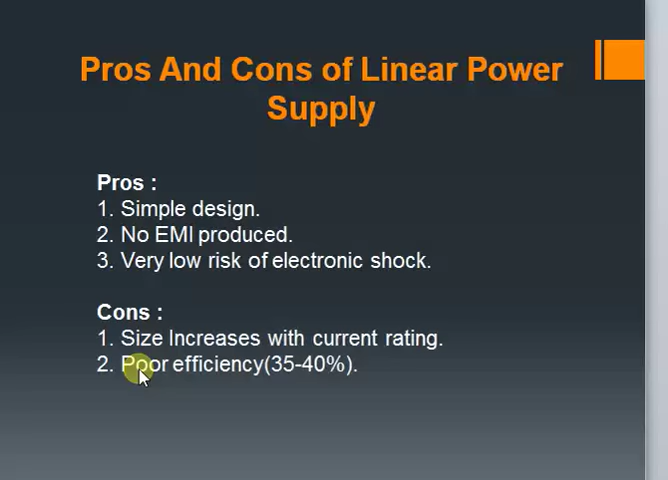 Pros And Cons of Linear Power
Supply
Pros :
1. Simple design.
2. No EMI produced.
3. Very low risk of electronic shock.
Cons :
1. Size Increases with current rating.
2. Poor efficiency(35-40%).